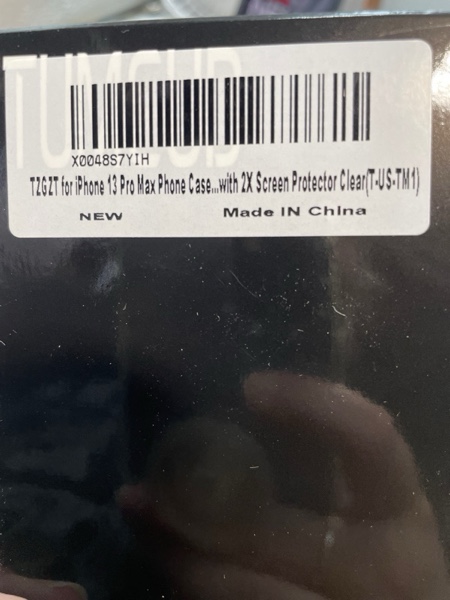 TUMCUD
X0048S7YIH
TZGZT for iPhone 13 Pro Max Phone Case...with 2X Screen Protector Clear(T-US-TM1)
NEW
Made IN China